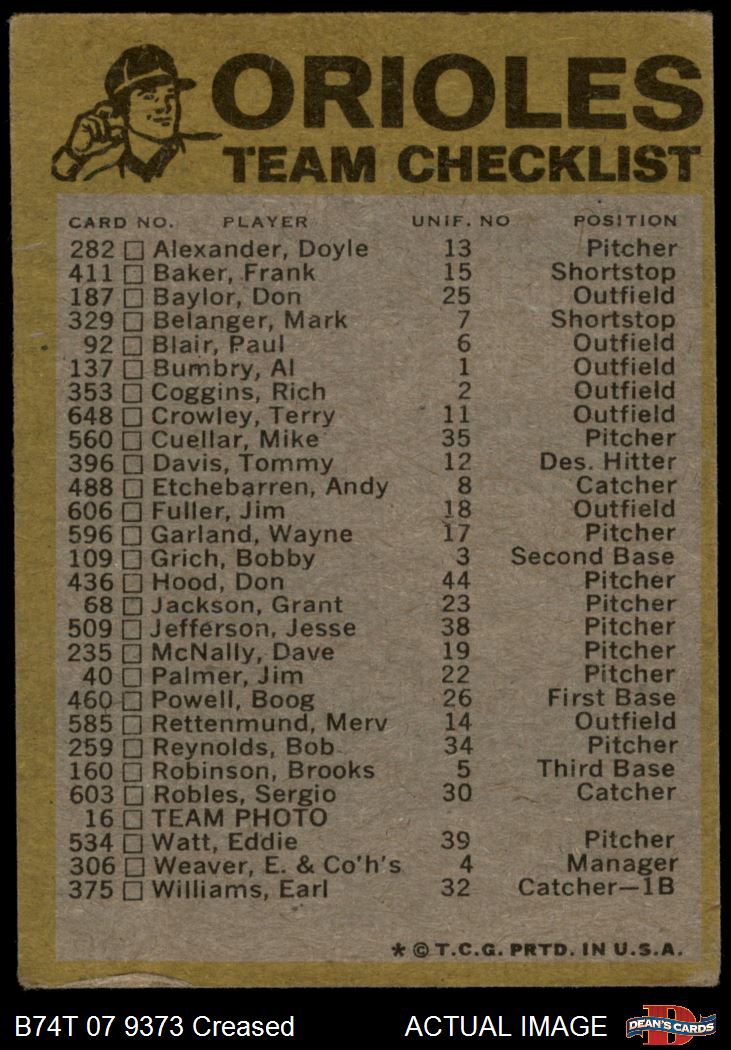 ORIOLES
TEAM CHECKLIST
CARD NO. PLAYER UNIF. NO POSITION
282 Alexander, Doyle 13 Pitcher
411 Baker, Frank 15 Shortstop
187 Baylor, Don 25 Outfield
329 Belanger, Mark 7 Shortstop
92 Blair, Paul 6 Outfield
137 Bumbry, Al 1 Outfield
353 Coggins, Rich 2 Outfield
648 Crowley, Terry 11 Outfield
560 Cuellar, Mike 35 Pitcher
396 Davis, Tommy 12 Des. Hitter
488 Etchebarren, Andy 8 Catcher
606 Fuller, Jim 18 Outfield
596 Garland, Wayne 17 Pitcher
109 Grich, Bobby 3 Second Base
436 Hood, Don 44 Pitcher
68 Jackson, Grant 23 Pitcher
509 Jefferson, Jesse 38 Pitcher
235 McNally, Dave 19 Pitcher
40 Palmer, Jim 22 Pitcher
460 Powell, Boog 26 First Base
585 Rettenmund, Merv 14 Outfield
259 Reynolds, Bob 34 Pitcher
160 Robinson, Brooks 5 Third Base
603 Robles, Sergio 30 Catcher
16 TEAM PHOTO
534 Watt, Eddie 39 Pitcher
306 Weaver, E. & Co'h's 4 Manager
375 Williams, Earl 32 Catcher—1B
* © T.C.G. PRTD. IN U.S.A.
B74T 07 9373 Creased ACTUAL IMAGE DEAN'S CARDS